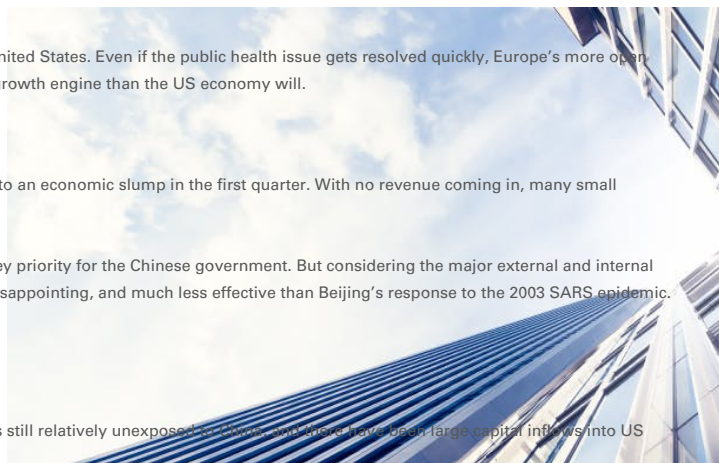 nited States. Even if the public health issue gets resolved quickly, Europe's more open
growth engine than the US economy will.
to an economic slump in the first quarter. With no revenue coming in, many small
ey priority for the Chinese government. But considering the major external and internal
sappointing, and much less effective than Beijing's response to the 2003 SARS epidemic.
s still relatively unexposed to China, and there have been large capital inflows into US